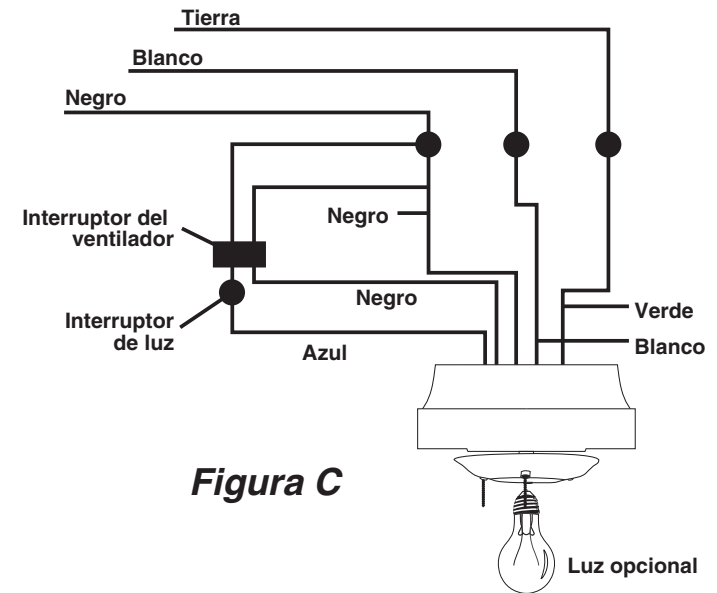 Tierra
Blanco
Negro
Interruptor del
ventilador
Negro
Negro
Interruptor
de luz
Azul
Verde
Blanco
Figura C
Luz opcional